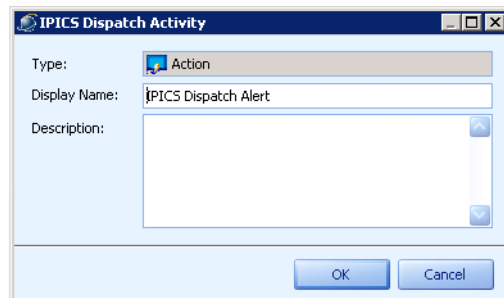 IPICS Dispatch Activity
Type: Action
Display Name: IPICS Dispatch Alert
Description:
OK Cancel